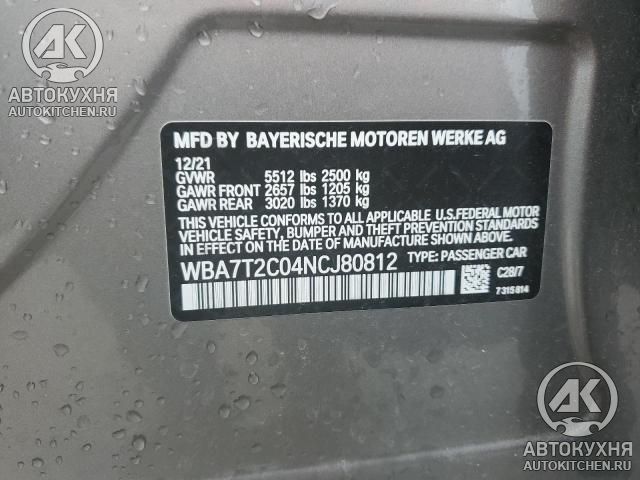 АК
АВТОКУХНЯ
AUTOKITCHEN.RU
MFD BY BAYERISCHE MOTOREN WERKE AG
12/21
GVWR 5512 lbs 2500 kg
GAWR FRONT 2657 lbs 1205 kg
GAWR REAR 3020 lbs 1370 kg
THIS VEHICLE CONFORMS TO ALL APPLICABLE U.S.FEDERAL MOTOR
VEHICLE SAFETY, BUMPER AND THEFT PREVENTION STANDARDS
IN EFFECT ON THE DATE OF MANUFACTURE SHOWN ABOVE.
WBA7T2C04NCJ80812 TYPE: PASSENGER CAR
C28/7
7315814
АК
АВТОКУХНЯ
AUTOKITCHEN.RU